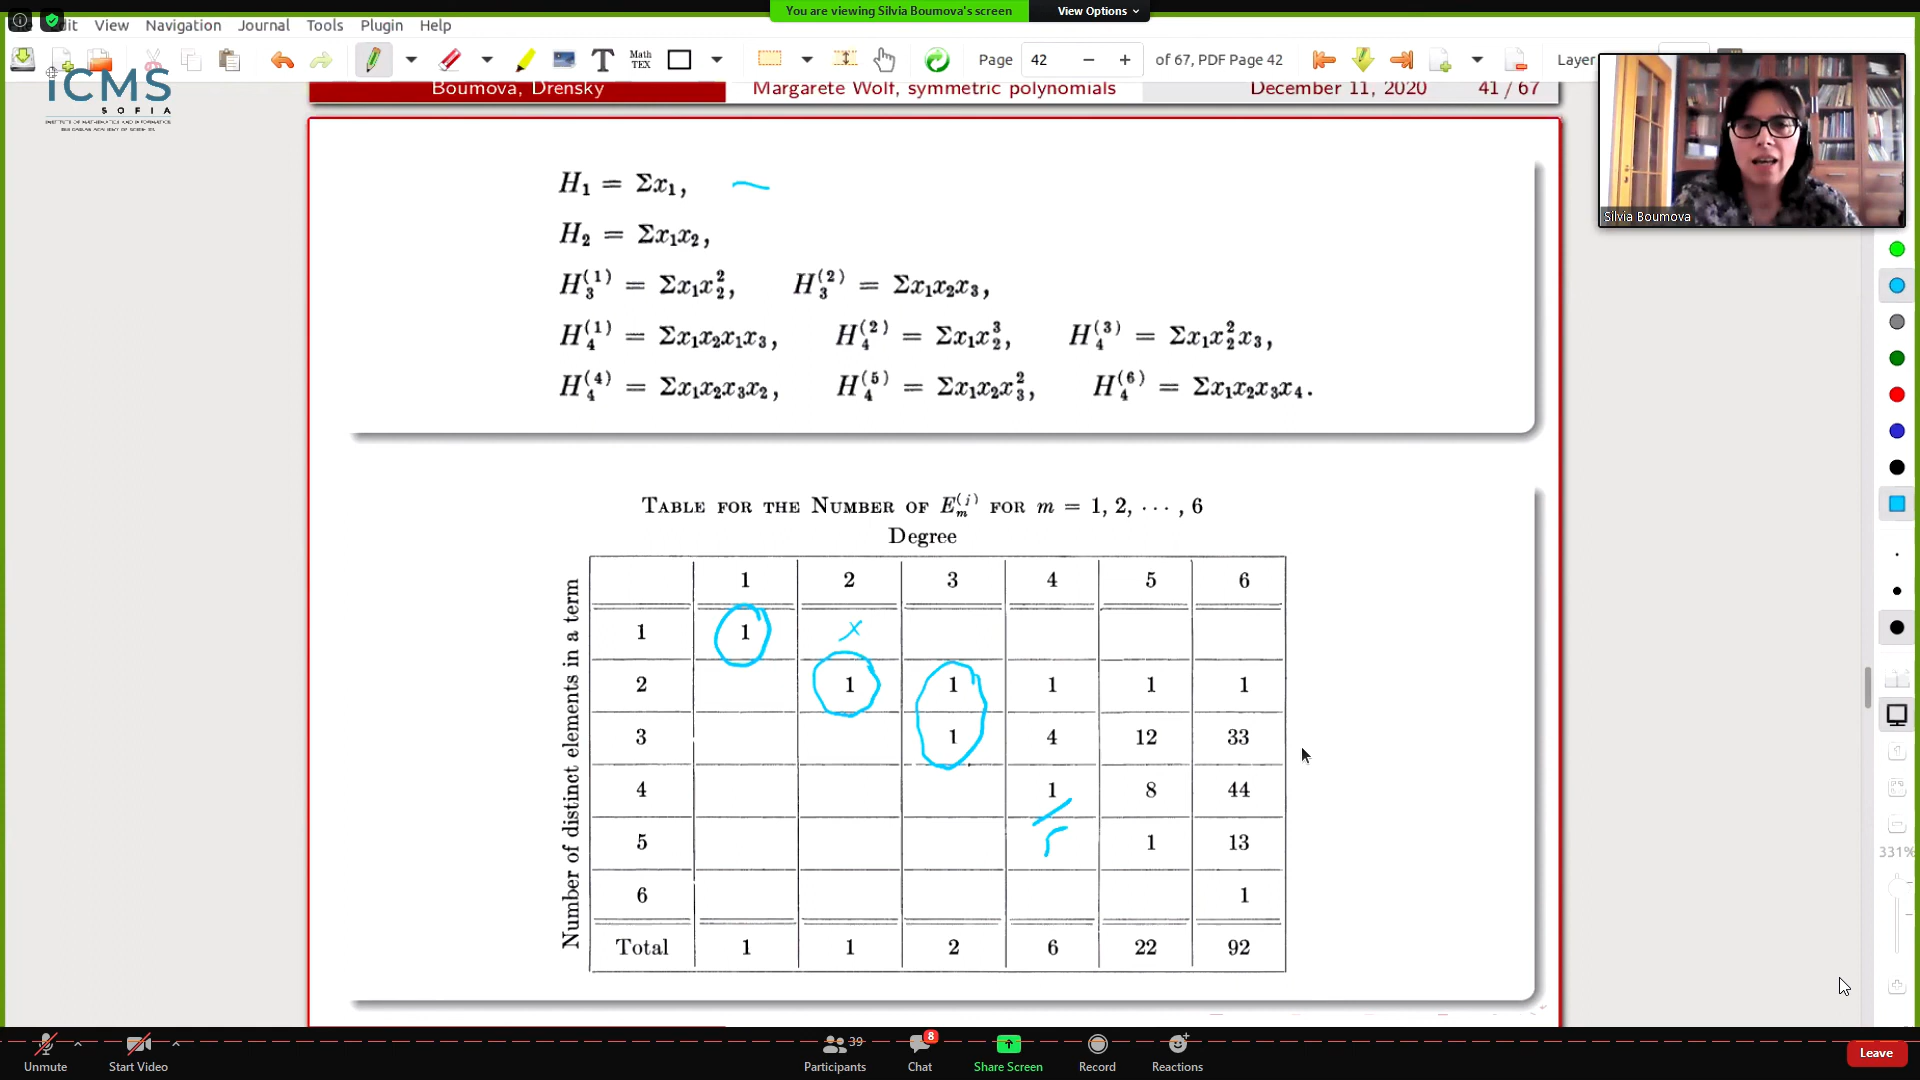 You are viewing Silvia Boumova's screen
View Options
Edit View Navigation Journal Tools Plugin Help
Math TEX
Page 42 of 67, PDF Page 42
Layer
iCMS
SOFIA
Boumova, Drensky Margarete Wolf, symmetric polynomials December 11, 2020 41 / 67
Silvia Boumova
H₁ = Σx₁,
H₂ = Σx₁x₂,
H₃⁽¹⁾ = Σx₁x₂², H₃⁽²⁾ = Σx₁x₂x₃,
H₄⁽¹⁾ = Σx₁x₂x₁x₃, H₄⁽²⁾ = Σx₁x₂³, H₄⁽³⁾ = Σx₁x₂²x₃,
H₄⁽⁴⁾ = Σx₁x₂x₃x₂, H₄⁽⁵⁾ = Σx₁x₂x₃², H₄⁽⁶⁾ = Σx₁x₂x₃x₄.
TABLE FOR THE NUMBER OF Eₘ⁽ʲ⁾ FOR m = 1, 2, ··· , 6
Degree
Number of distinct elements in a term
1 2 3 4 5 6
1 1 x
2 1 1 1 1 1
3 1 4 12 33
4 1 8 44
5 1 13
6 1
Total 1 1 2 6 22 92
331%
Unmute Start Video Participants 39 Chat 8 Share Screen Record Reactions Leave